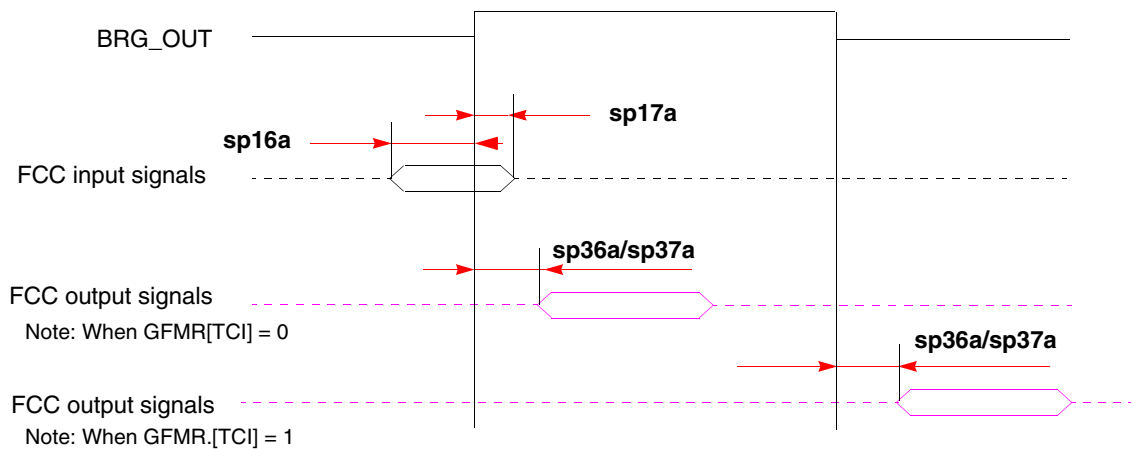 BRG_OUT
sp17a
sp16a
FCC input signals
sp36a/sp37a
FCC output signals
Note: When GFMR[TCI] = 0
sp36a/sp37a
FCC output signals
Note: When GFMR.[TCI] = 1